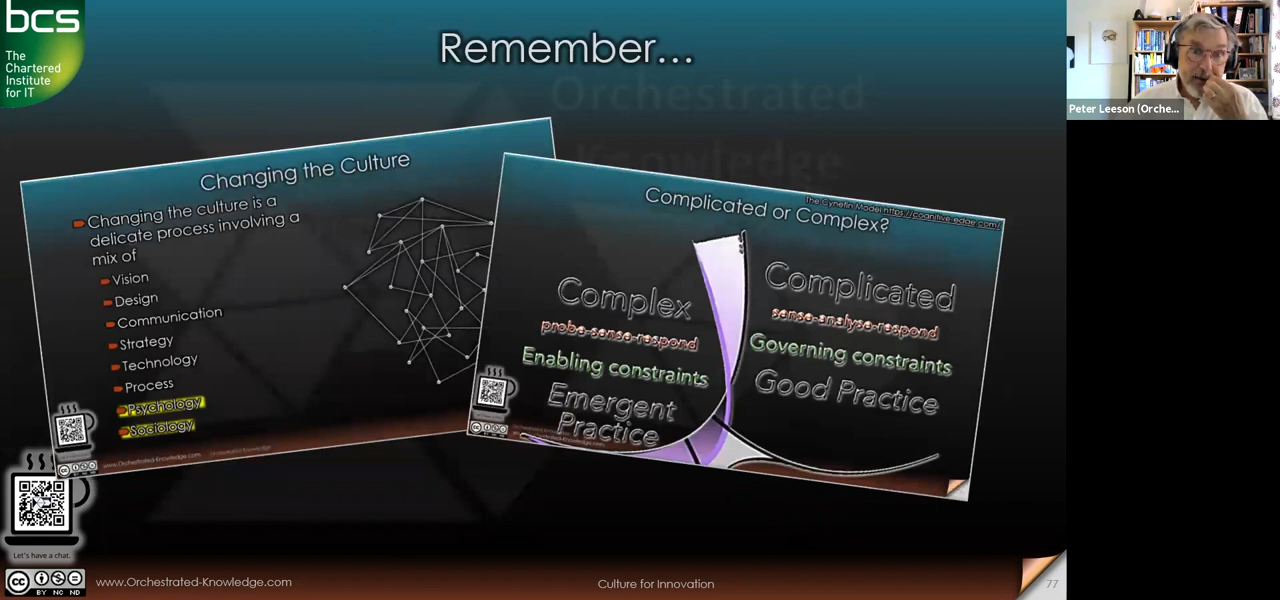 bcs
The
Chartered
Institute
for IT
Remember...
Orchestrated
Knowledge
Peter Leeson (Orche...
Changing the Culture
Changing the culture is a
delicate process involving a
mix of
Vision
Design
Communication
Strategy
Technology
Process
Psychology
Sociology
www.Orchestrated-Knowledge.com
The Cynefin Model https://cognitive-edge.com/
Complicated or Complex?
Complex
probe-sense-respond
Enabling constraints
Emergent
Practice
Complicated
sense-analyse-respond
Governing constraints
Good Practice
Let's have a chat.
BY NC ND
www.Orchestrated-Knowledge.com
Culture for Innovation
77